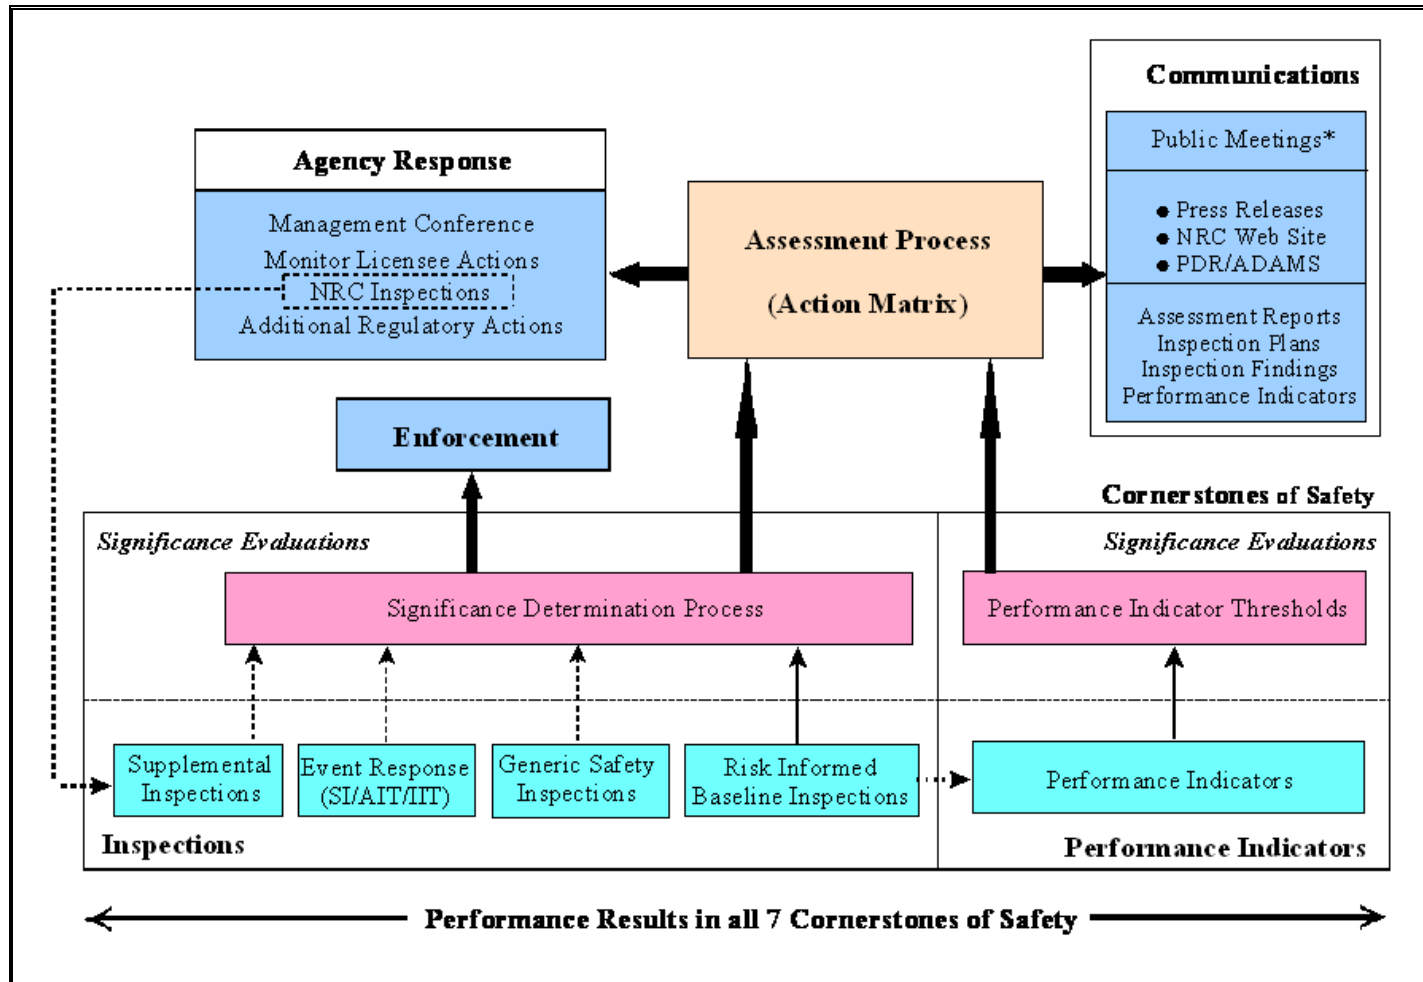 Communications
Public Meetings*
● Press Releases
● NRC Web Site
● PDR/ADAMS
Assessment Reports
Inspection Plans
Inspection Findings
Performance Indicators
Agency Response
Management Conference
Monitor Licensee Actions
NRC Inspections
Additional Regulatory Actions
Assessment Process
(Action Matrix)
Enforcement
Cornerstones of Safety
Significance Evaluations
Significance Evaluations
Significance Determination Process
Performance Indicator Thresholds
Supplemental
Inspections
Event Response
(SI/AIT/IIT)
Generic Safety
Inspections
Risk Informed
Baseline Inspections
Performance Indicators
Inspections
Performance Indicators
Performance Results in all 7 Cornerstones of Safety